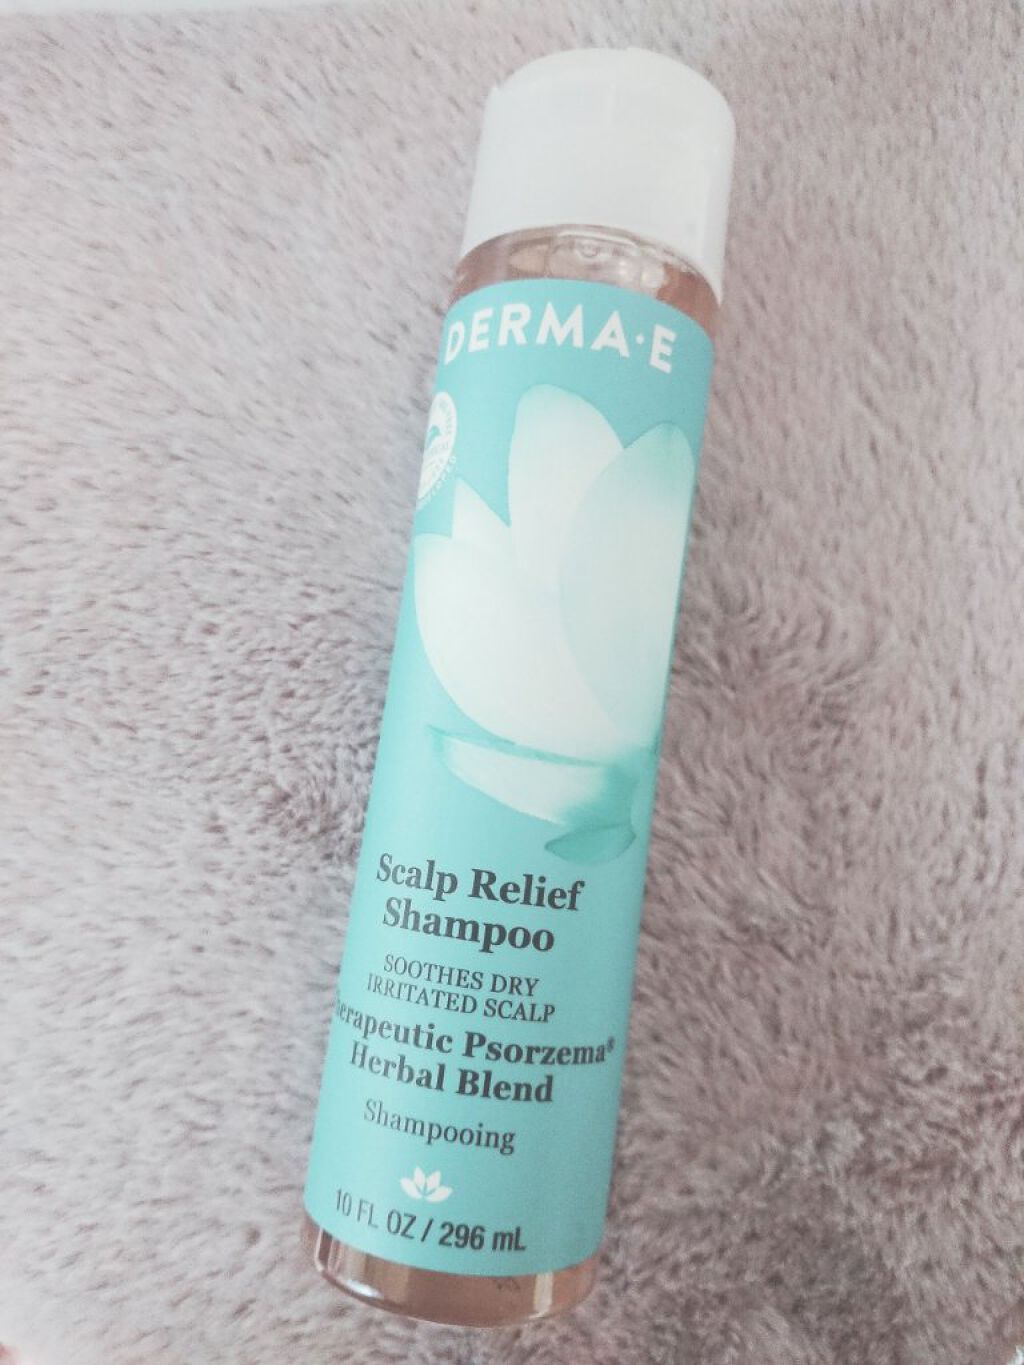 DERMA·E
Scalp Relief
Shampoo
SOOTHES DRY
IRRITATED SCALP
herapeutic Psorzema®
Herbal Blend
Shampooing
10 FL OZ / 296 mL